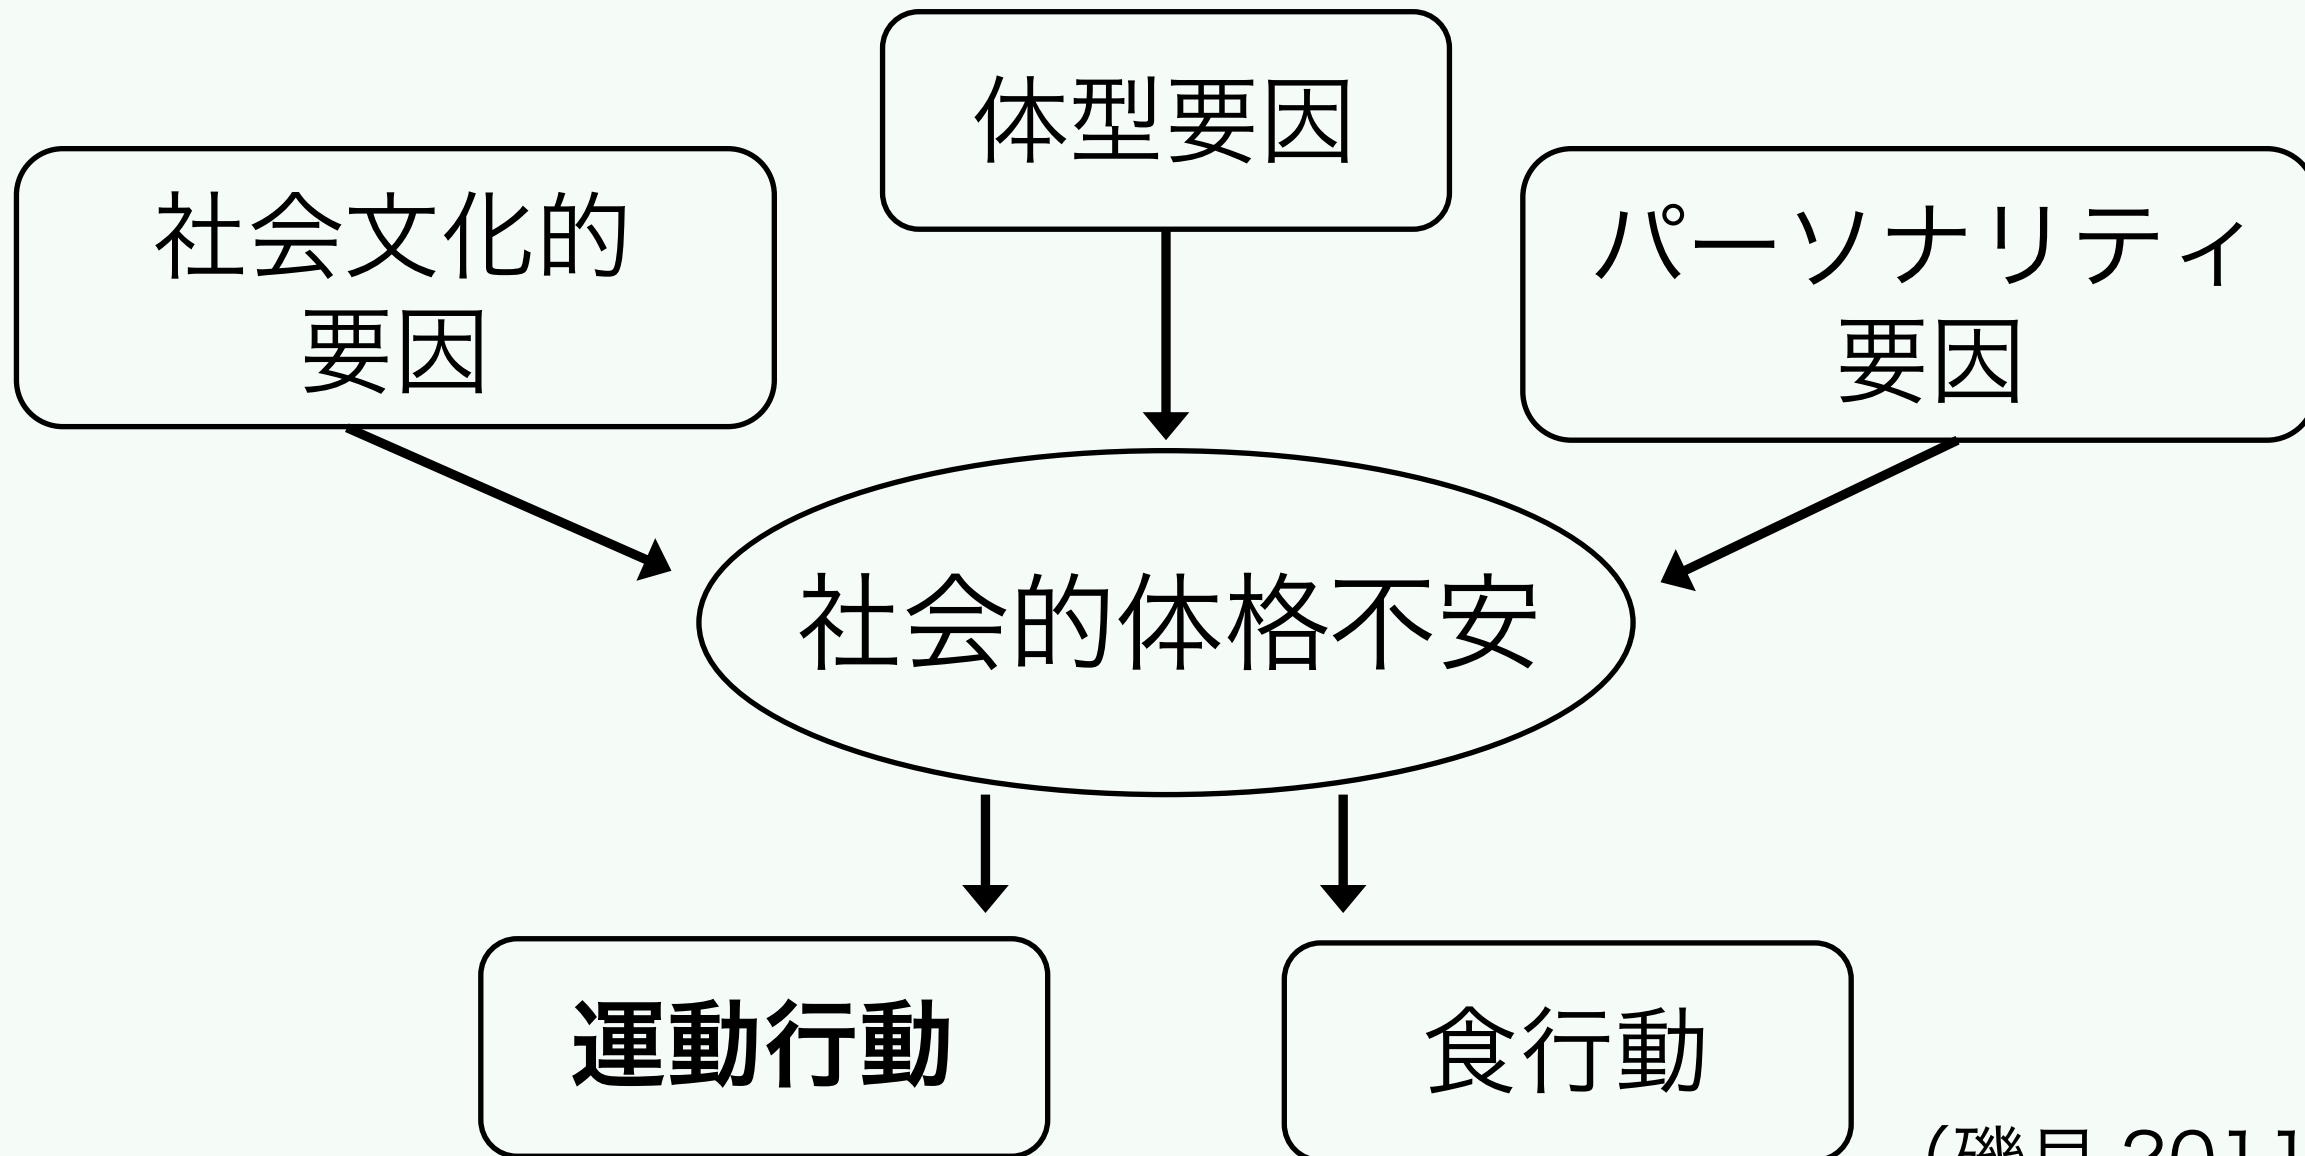 体型要因
社会文化的
要因
パーソナリティ
要因
社会的体格不安
運動行動
食行動
2011